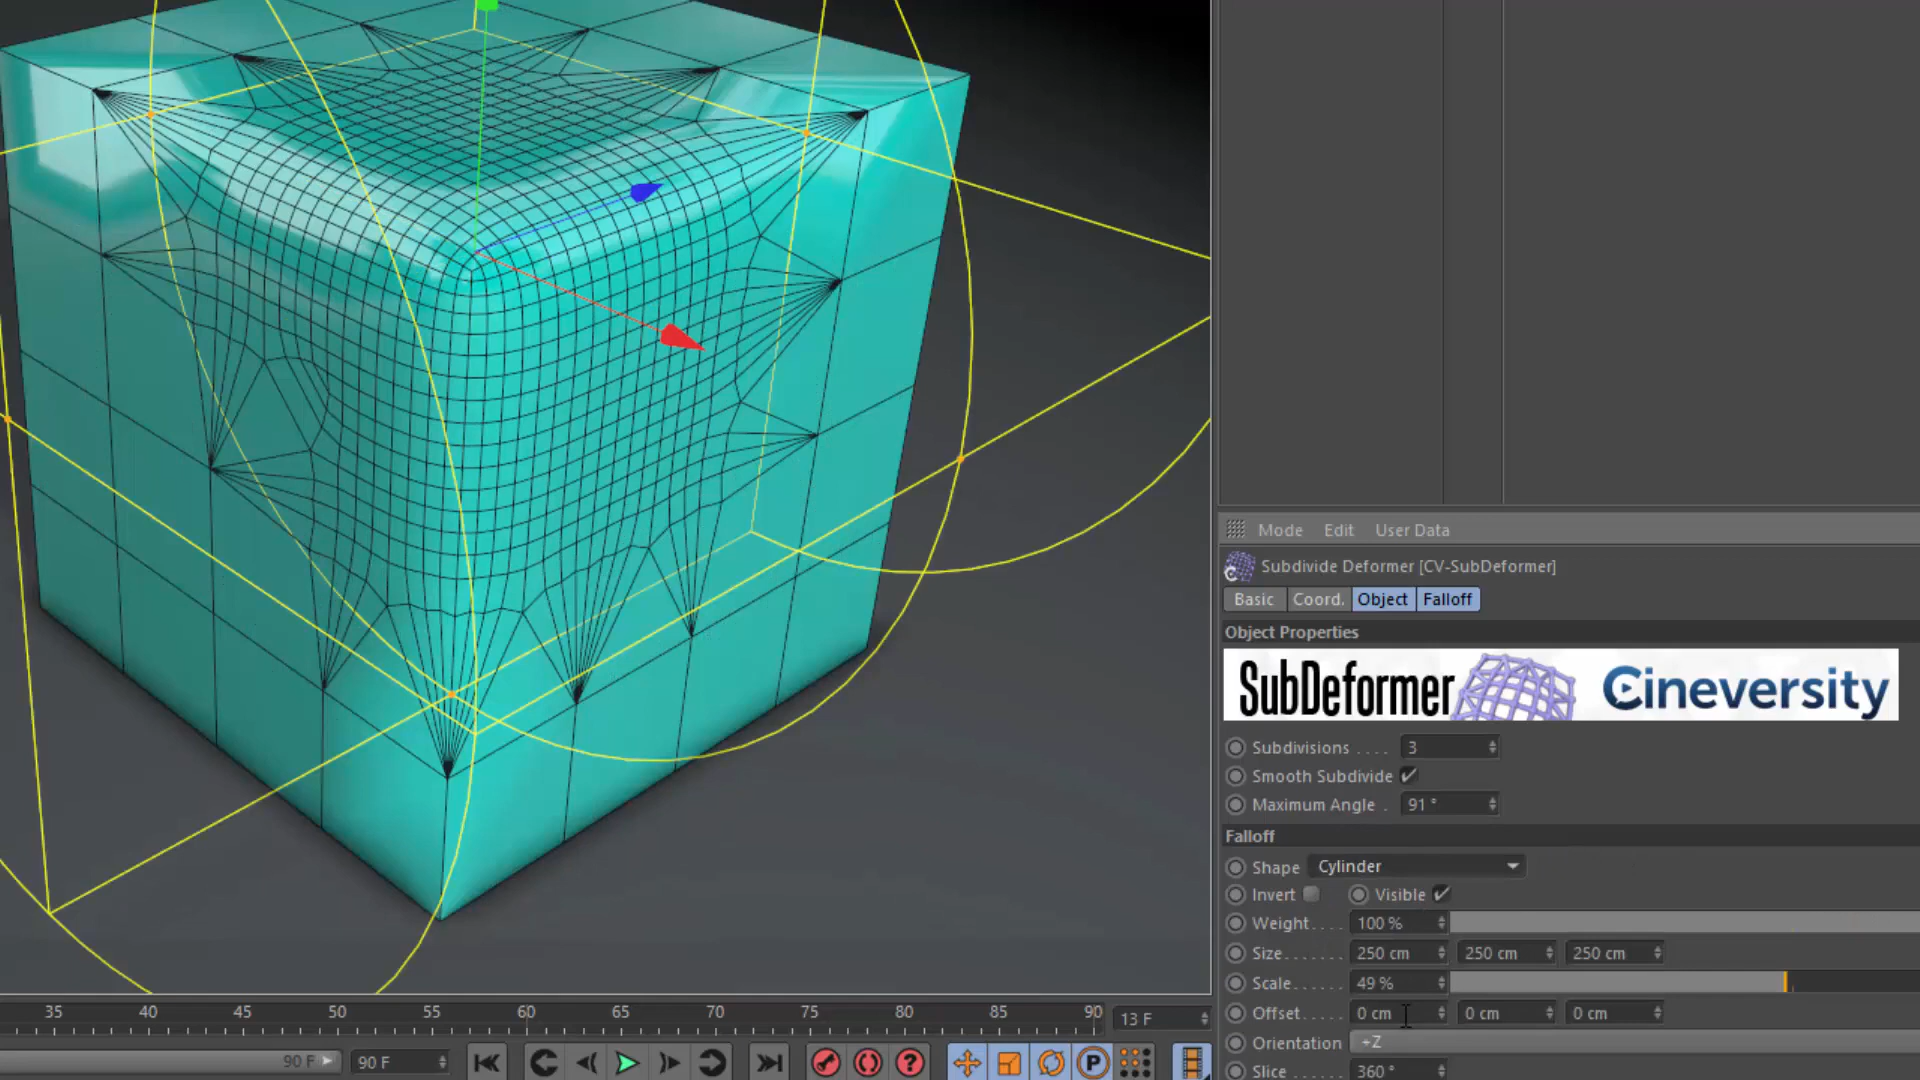 Mode Edit User Data
Subdivide Deformer [CV-SubDeformer]
Basic Coord. Object Falloff
Object Properties
SubDeformer Cineversity
Subdivisions . . . . 3
Smooth Subdivide
Maximum Angle . 91 °
Falloff
Shape Cylinder
Invert Visible
Weight. . . . 100 %
Size. . . . . . . 250 cm 250 cm 250 cm
Scale. . . . . . 49 %
Offset. . . . . 0 cm 0 cm 0 cm
Orientation +Z
Slice . . . . . . 360 °
35 40 45 50 55 60 65 70 75 80 85 90 13 F
90 F 90 F P